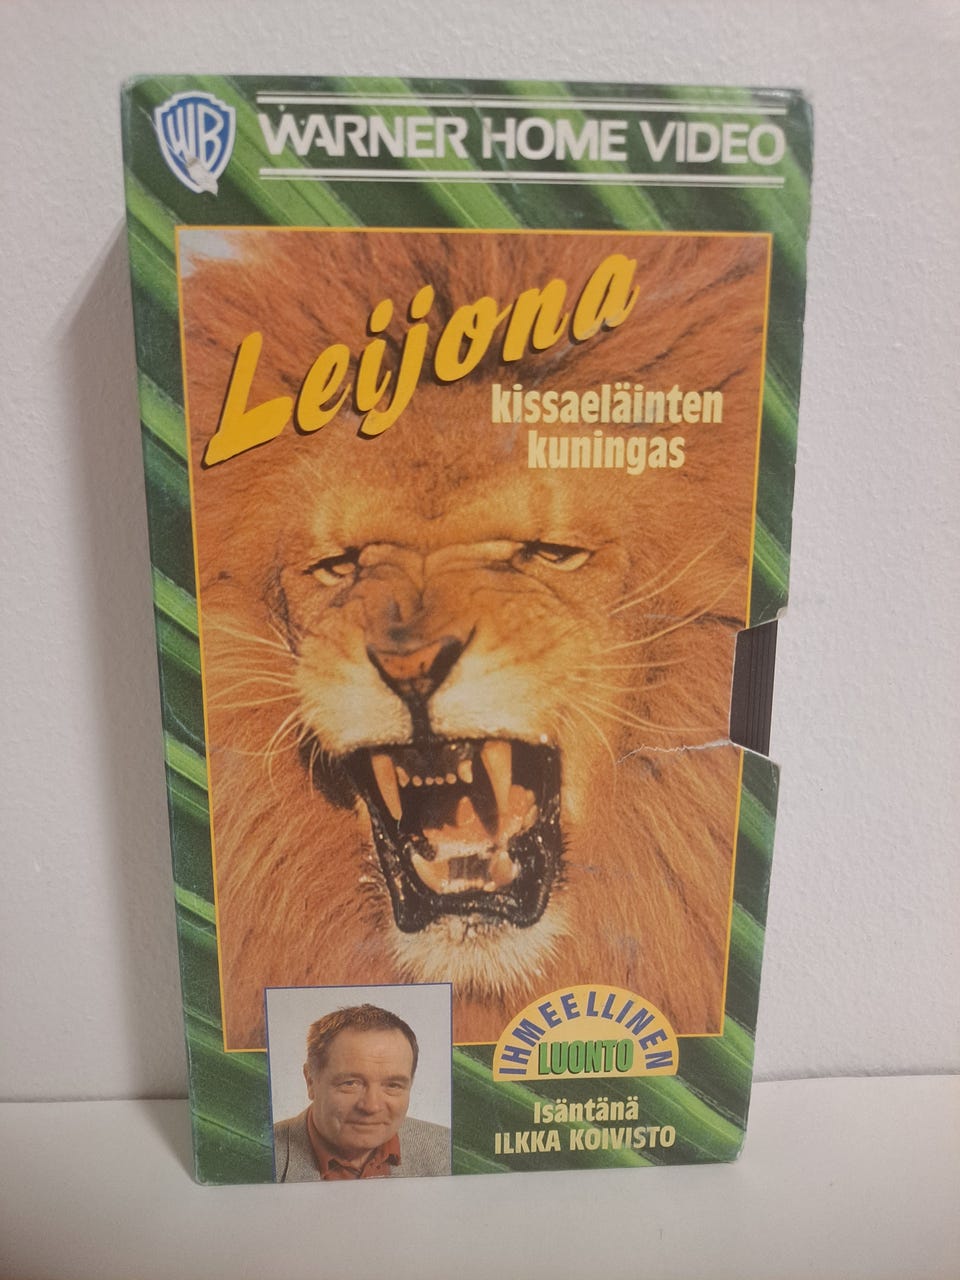 WB
WARNER HOME VIDEO
Leijona
kissaeläinten
kuningas
IHMEELLINEN
LUONTO
Isäntänä
ILKKA KOIVISTO